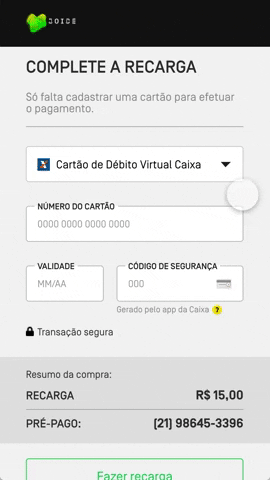 JOICE
COMPLETE A RECARGA
Só falta cadastrar uma cartão para efetuar
o pagamento.
Cartão de Débito Virtual Caixa
NÚMERO DO CARTÃO
0000 0000 0000 0000
VALIDADE
MM/AA
CÓDIGO DE SEGURANÇA
000
Gerado pelo app da Caixa ?
Transação segura
Resumo da compra:
RECARGA R$ 15,00
PRÉ-PAGO: (21) 98645-3396
Fazer recarga